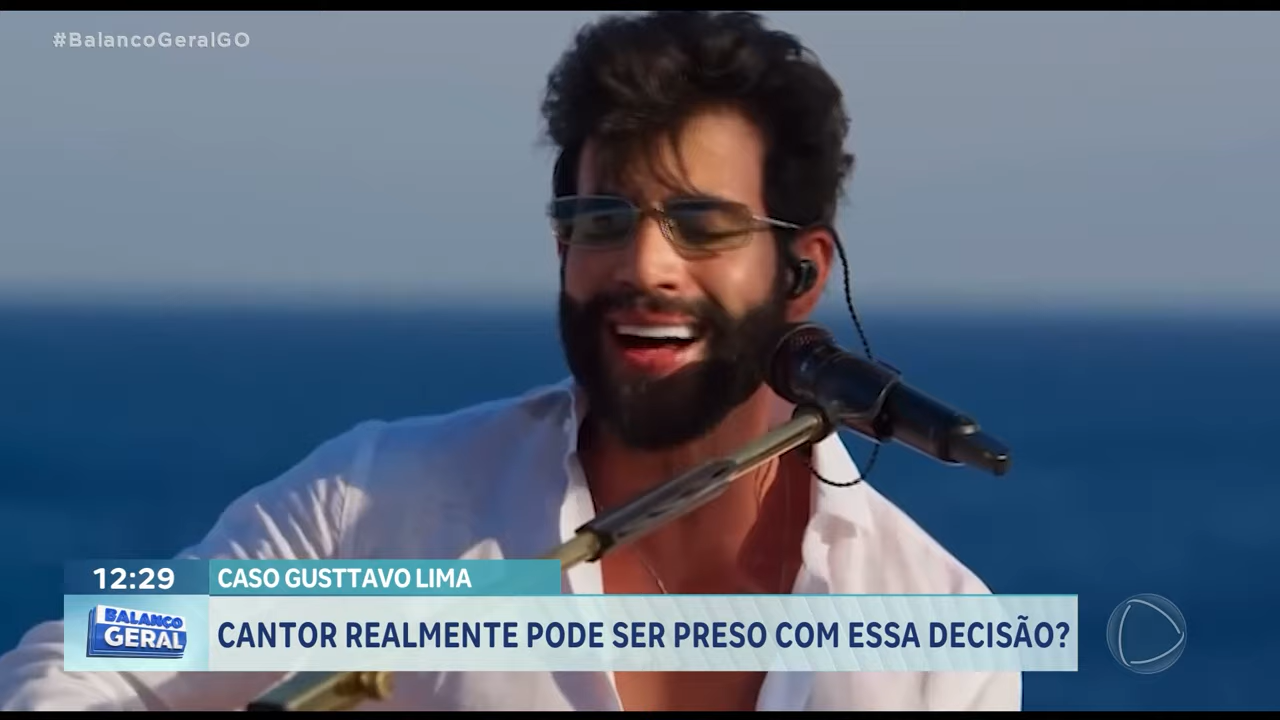 #BalancoGeralGO
12:29
CASO GUSTTAVO LIMA
BALANÇO
GERAL
CANTOR REALMENTE PODE SER PRESO COM ESSA DECISÃO?